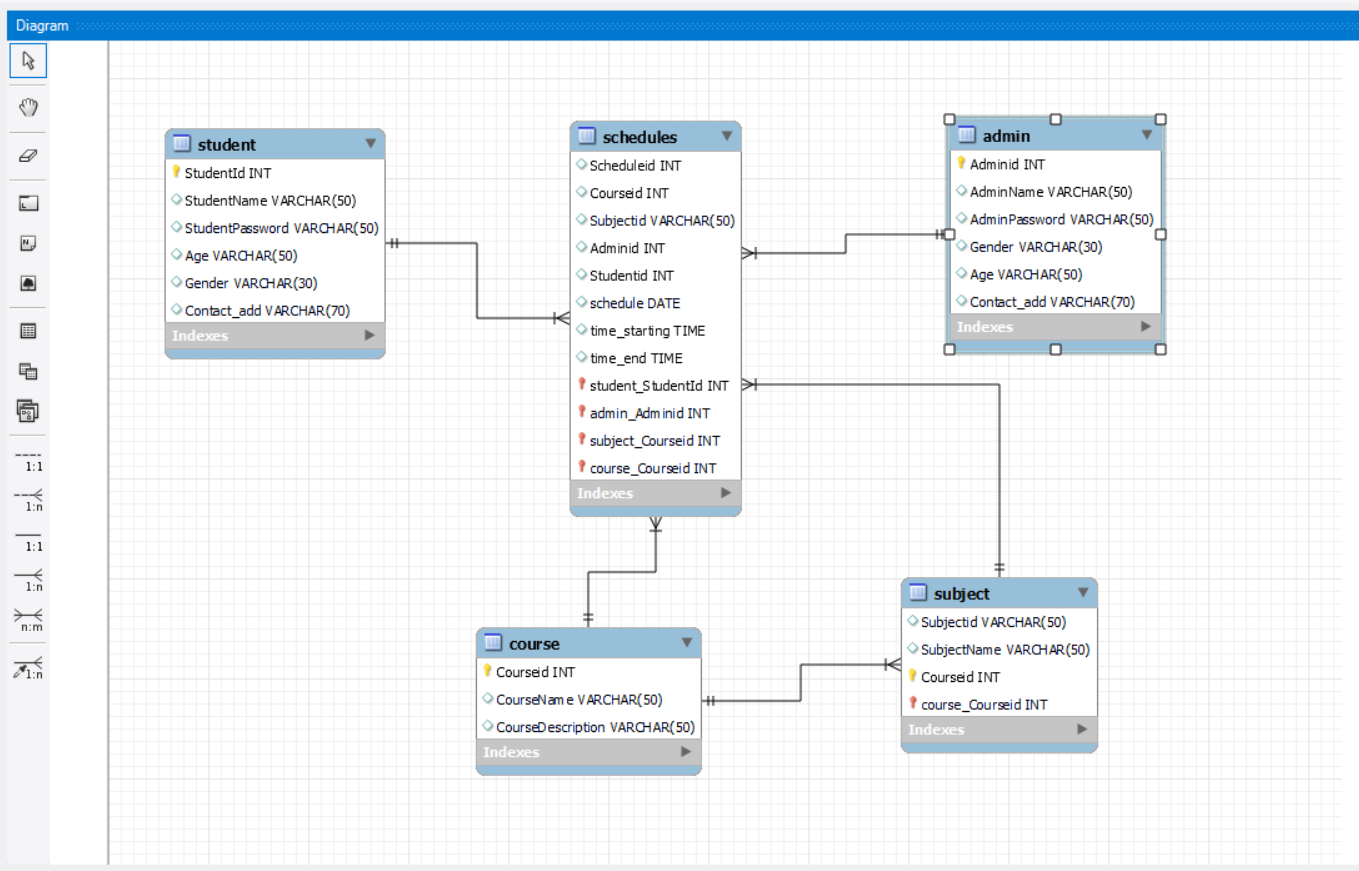 Diagram
student
StudentId INT
StudentName VARCHAR(50)
StudentPassword VARCHAR(50)
Age VARCHAR(50)
Gender VARCHAR(30)
Contact_add VARCHAR(70)
Indexes
schedules
Scheduleid INT
Courseid INT
Subjectid VARCHAR(50)
Adminid INT
Studentid INT
schedule DATE
time_starting TIME
time_end TIME
student_StudentId INT
admin_Adminid INT
subject_Courseid INT
course_Courseid INT
Indexes
admin
Adminid INT
AdminName VARCHAR(50)
AdminPassword VARCHAR(50)
Gender VARCHAR(30)
Age VARCHAR(50)
Contact_add VARCHAR(70)
Indexes
course
Courseid INT
CourseName VARCHAR(50)
CourseDescription VARCHAR(50)
Indexes
subject
Subjectid VARCHAR(50)
SubjectName VARCHAR(50)
Courseid INT
course_Courseid INT
Indexes
1:1
1:n
1:1
1:n
n:m
1:n